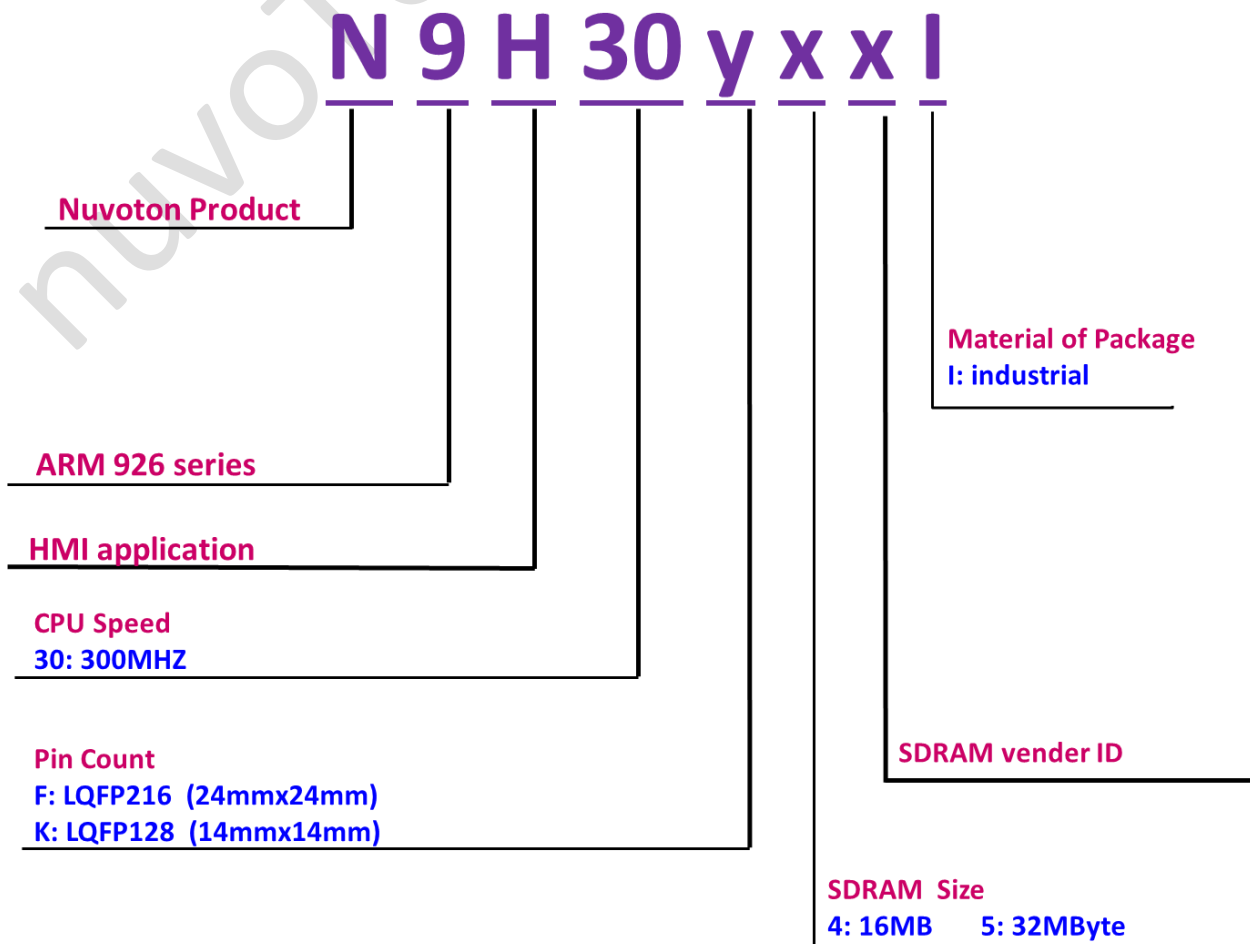 N 9 H 30 y x x I
nuvoTo
Nuvoton Product
Material of Package
I: industrial
ARM 926 series
HMI application
CPU Speed
30: 300MHZ
Pin Count
F: LQFP216 (24mmx24mm)
K: LQFP128 (14mmx14mm)
SDRAM vender ID
SDRAM Size
4: 16MB 5: 32MByte